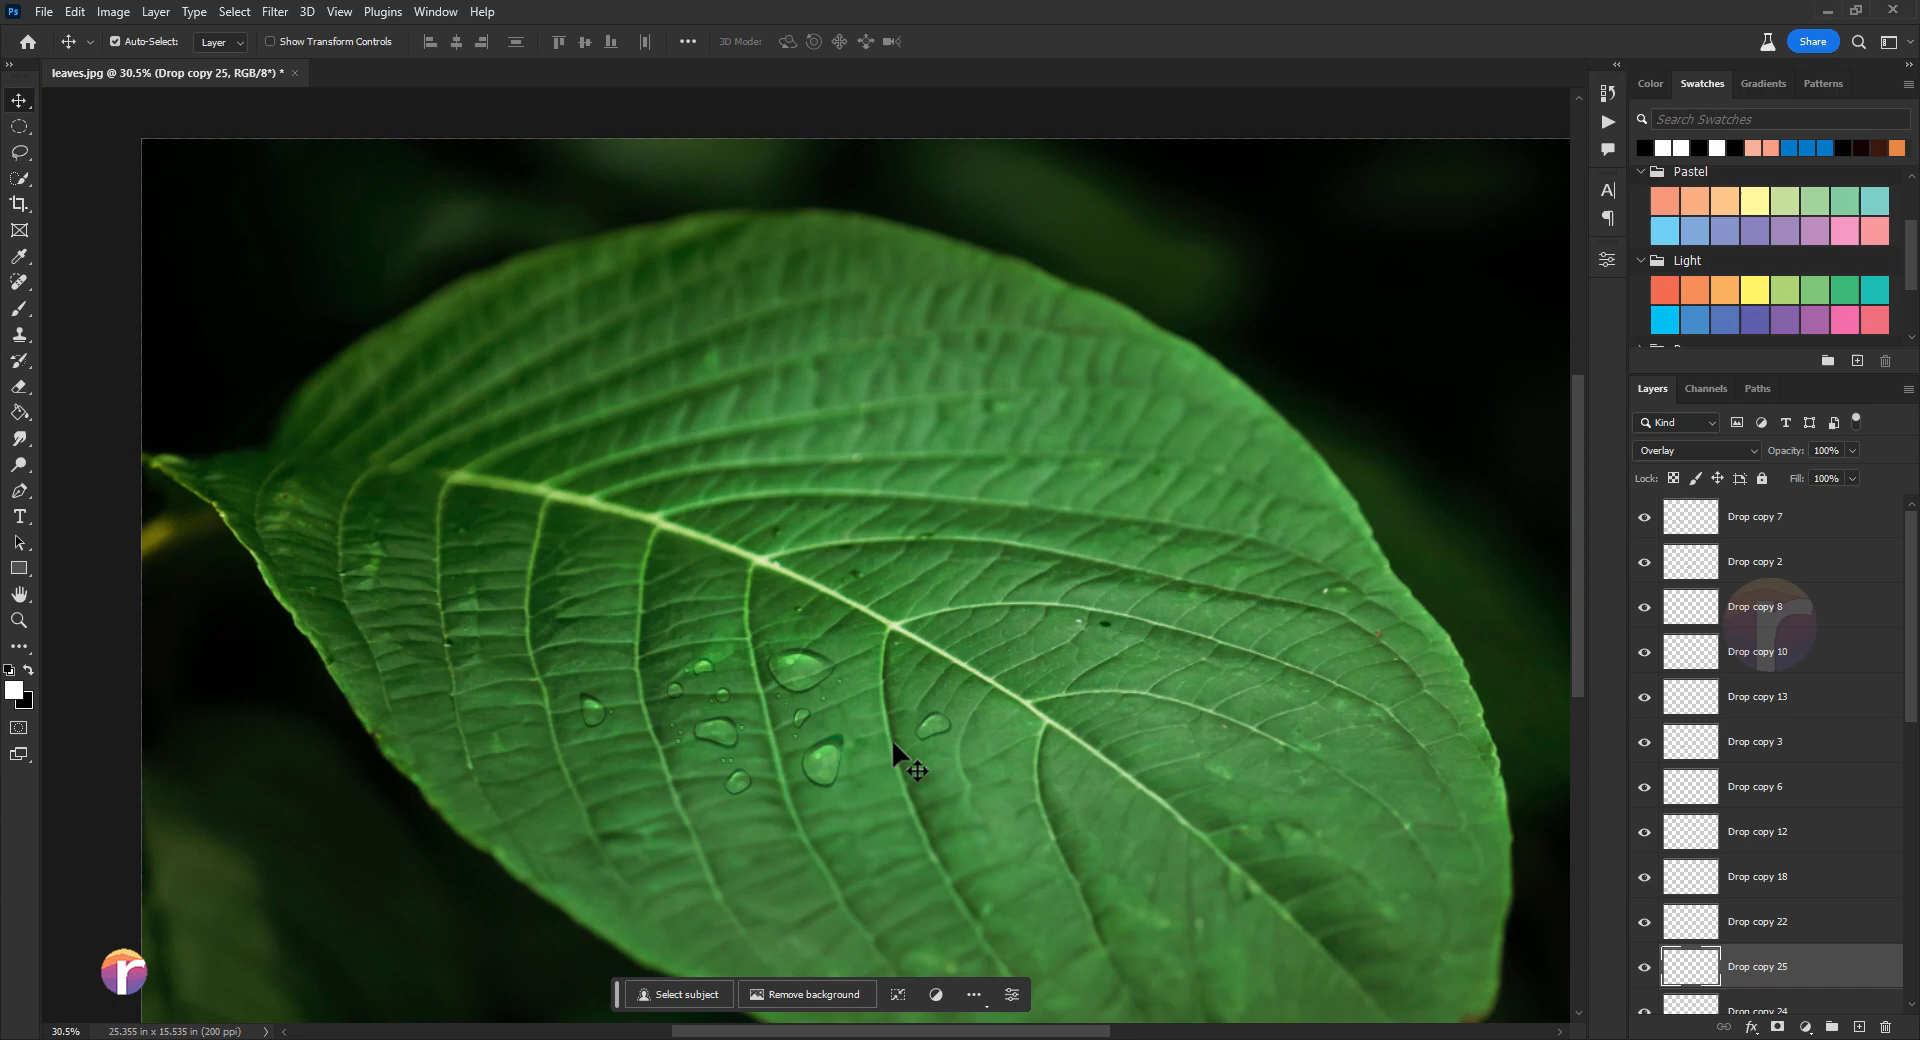 Ps File Edit Image Layer Type Select Filter 3D View Plugins Window Help
Auto-Select: Layer Show Transform Controls 3D Mode: Share
leaves.jpg @ 30.5% (Drop copy 25, RGB/8*) *
Color Swatches Gradients Patterns
Search Swatches
Pastel
Light
Layers Channels Paths
Kind
Overlay Opacity: 100%
Lock: Fill: 100%
Drop copy 7
Drop copy 2
Drop copy 8
Drop copy 10
Drop copy 13
Drop copy 3
Drop copy 6
Drop copy 12
Drop copy 18
Drop copy 22
Drop copy 25
Drop copy 24
Select subject Remove background
30.5% 25.355 in x 15.535 in (200 ppi)